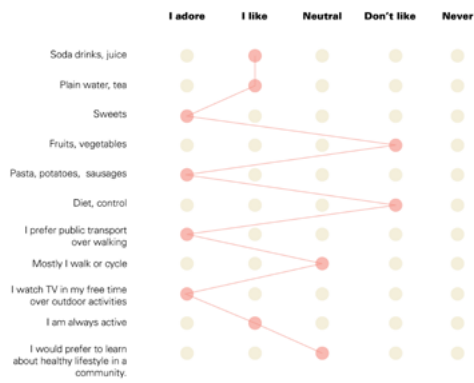 I adore I like Neutral Don't like Never
Soda drinks, juice
Plain water, tea
Sweets
Fruits, vegetables
Pasta, potatoes, sausages
Diet, control
I prefer public transport
over walking
Mostly I walk or cycle
I watch TV in my free time
over outdoor activities
I am always active
I would prefer to learn
about healthy lifestyle in a
community.